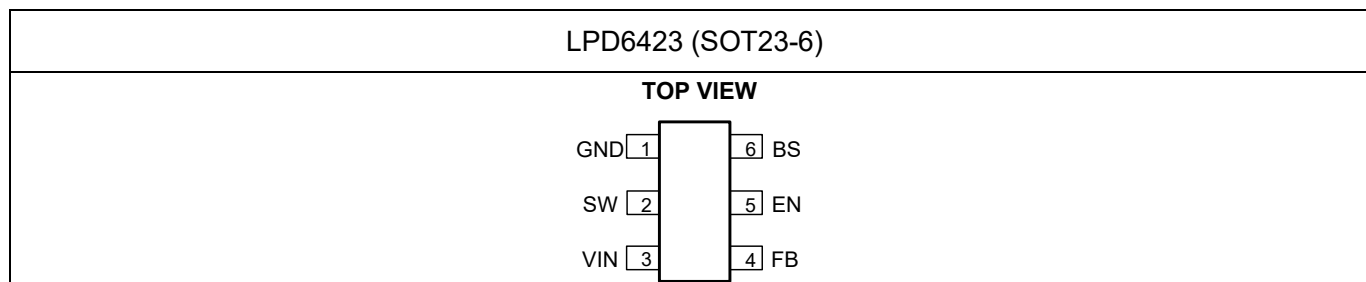 LPD6423 (SOT23-6)
TOP VIEW
GND 1 6 BS
SW 2 5 EN
VIN 3 4 FB